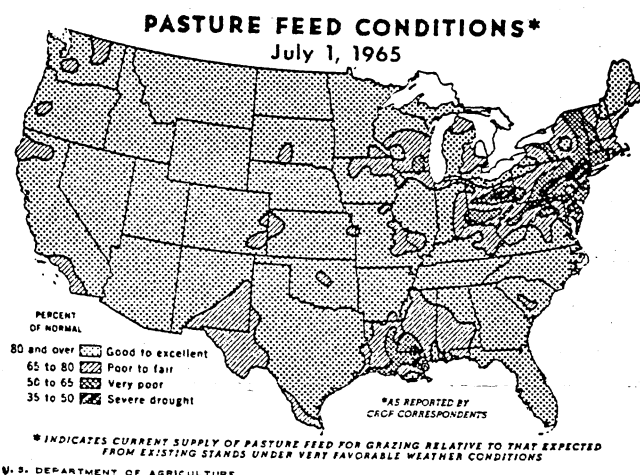 PASTURE FEED CONDITIONS*
July 1, 1965
PERCENT
OF NORMAL
80 and over Good to excellent
65 to 80 Poor to fair
50 to 65 Very poor
35 to 50 Severe drought
*AS REPORTED BY
CROP CORRESPONDENTS
* INDICATES CURRENT SUPPLY OF PASTURE FEED FOR GRAZING RELATIVE TO THAT EXPECTED
FROM EXISTING STANDS UNDER VERY FAVORABLE WEATHER CONDITIONS
U. S. DEPARTMENT OF AGRICULTURE